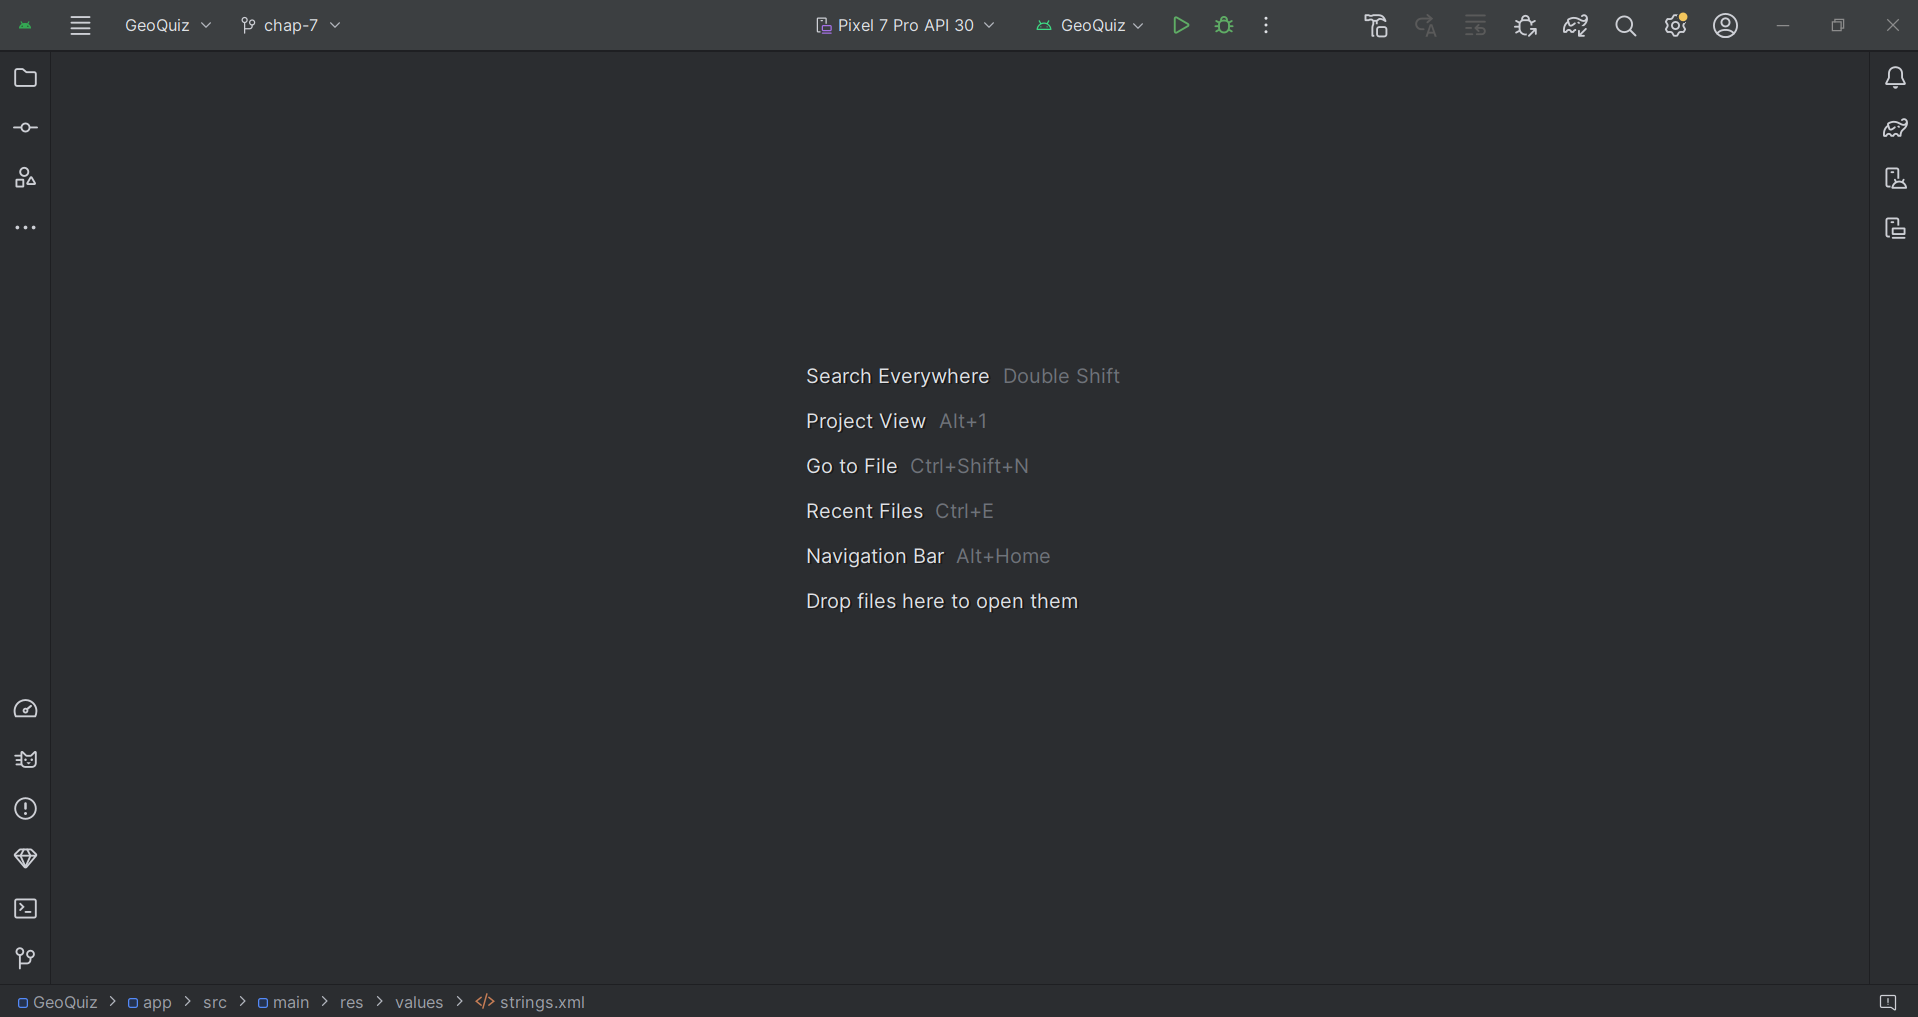 GeoQuiz chap-7 Pixel 7 Pro API 30 GeoQuiz
Search Everywhere Double Shift
Project View Alt+1
Go to File Ctrl+Shift+N
Recent Files Ctrl+E
Navigation Bar Alt+Home
Drop files here to open them
GeoQuiz > app > src > main > res > values > </> strings.xml